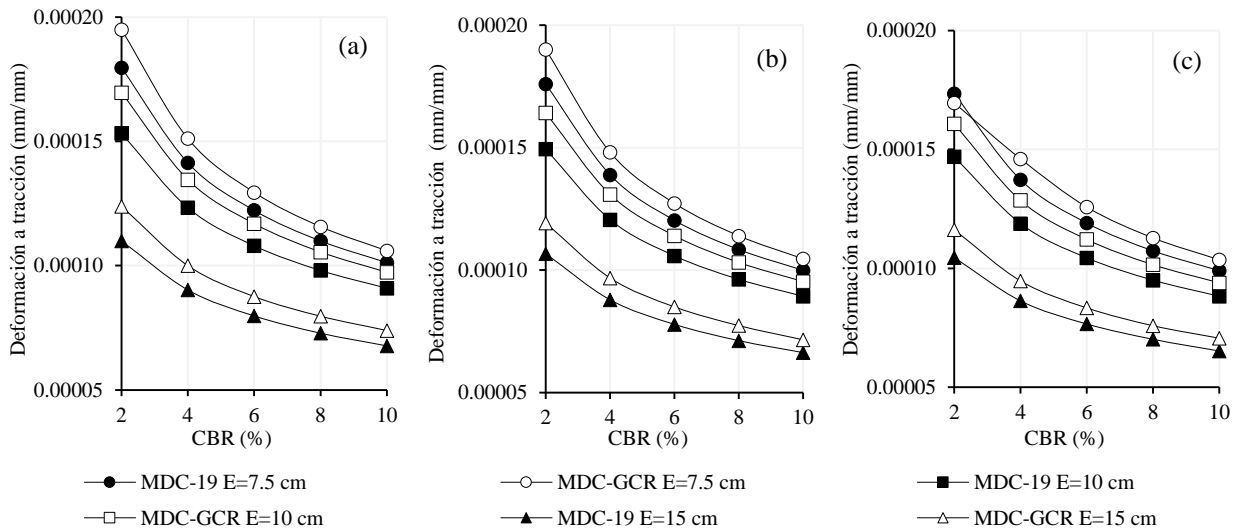 Deformación a tracción (mm/mm)
0.00020
0.00015
0.00010
0.00005
(a)
2 4 6 8 10
CBR (%)
Deformación a tracción (mm/mm)
0.00020
0.00015
0.00010
0.00005
(b)
2 4 6 8 10
CBR (%)
Deformación a tracción (mm/mm)
0.00020
0.00015
0.00010
0.00005
(c)
2 4 6 8 10
CBR (%)
MDC-19 E=7.5 cm MDC-GCR E=7.5 cm MDC-19 E=10 cm
MDC-GCR E=10 cm MDC-19 E=15 cm MDC-GCR E=15 cm